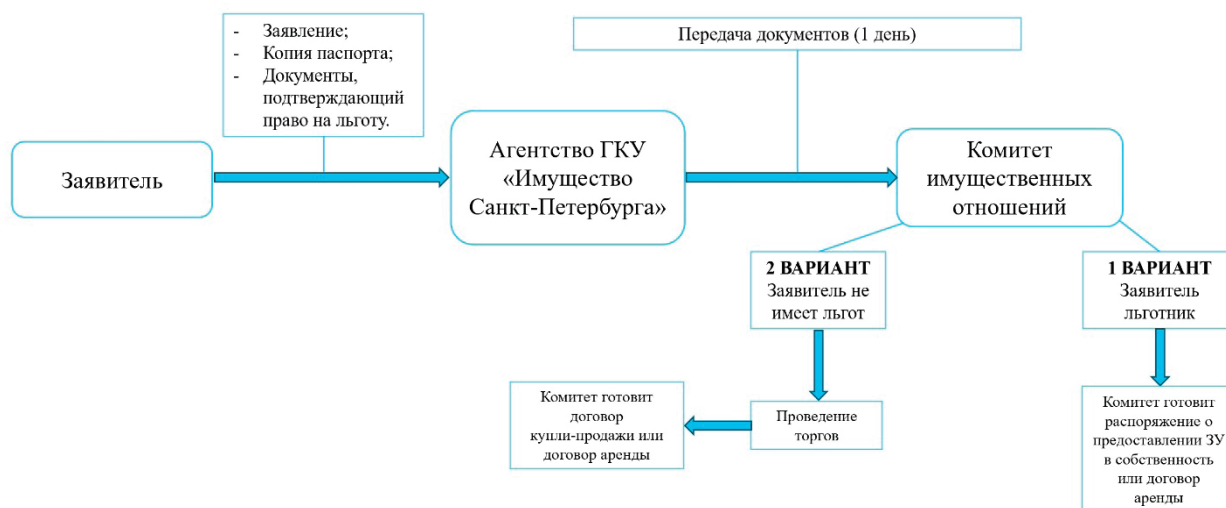 - Заявление;
- Копия паспорта;
- Документы,
подтверждающий
право на льготу.
Передача документов (1 день)
Заявитель
Агентство ГКУ
«Имущество
Санкт-Петербурга»
Комитет
имущественных
отношений
2 ВАРИАНТ
Заявитель не
имеет льгот
1 ВАРИАНТ
Заявитель
льготник
Комитет готовит
договор
купли-продажи или
договор аренды
Проведение
торгов
Комитет готовит
распоряжение о
предоставлении ЗУ
в собственность
или договор
аренды